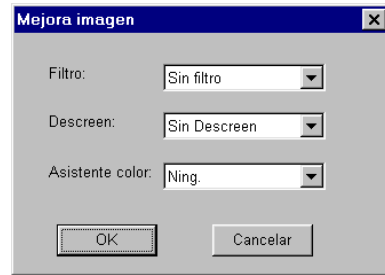 Mejora imagen
Filtro: Sin filtro
Descreen: Sin Descreen
Asistente color: Ning.
OK Cancelar